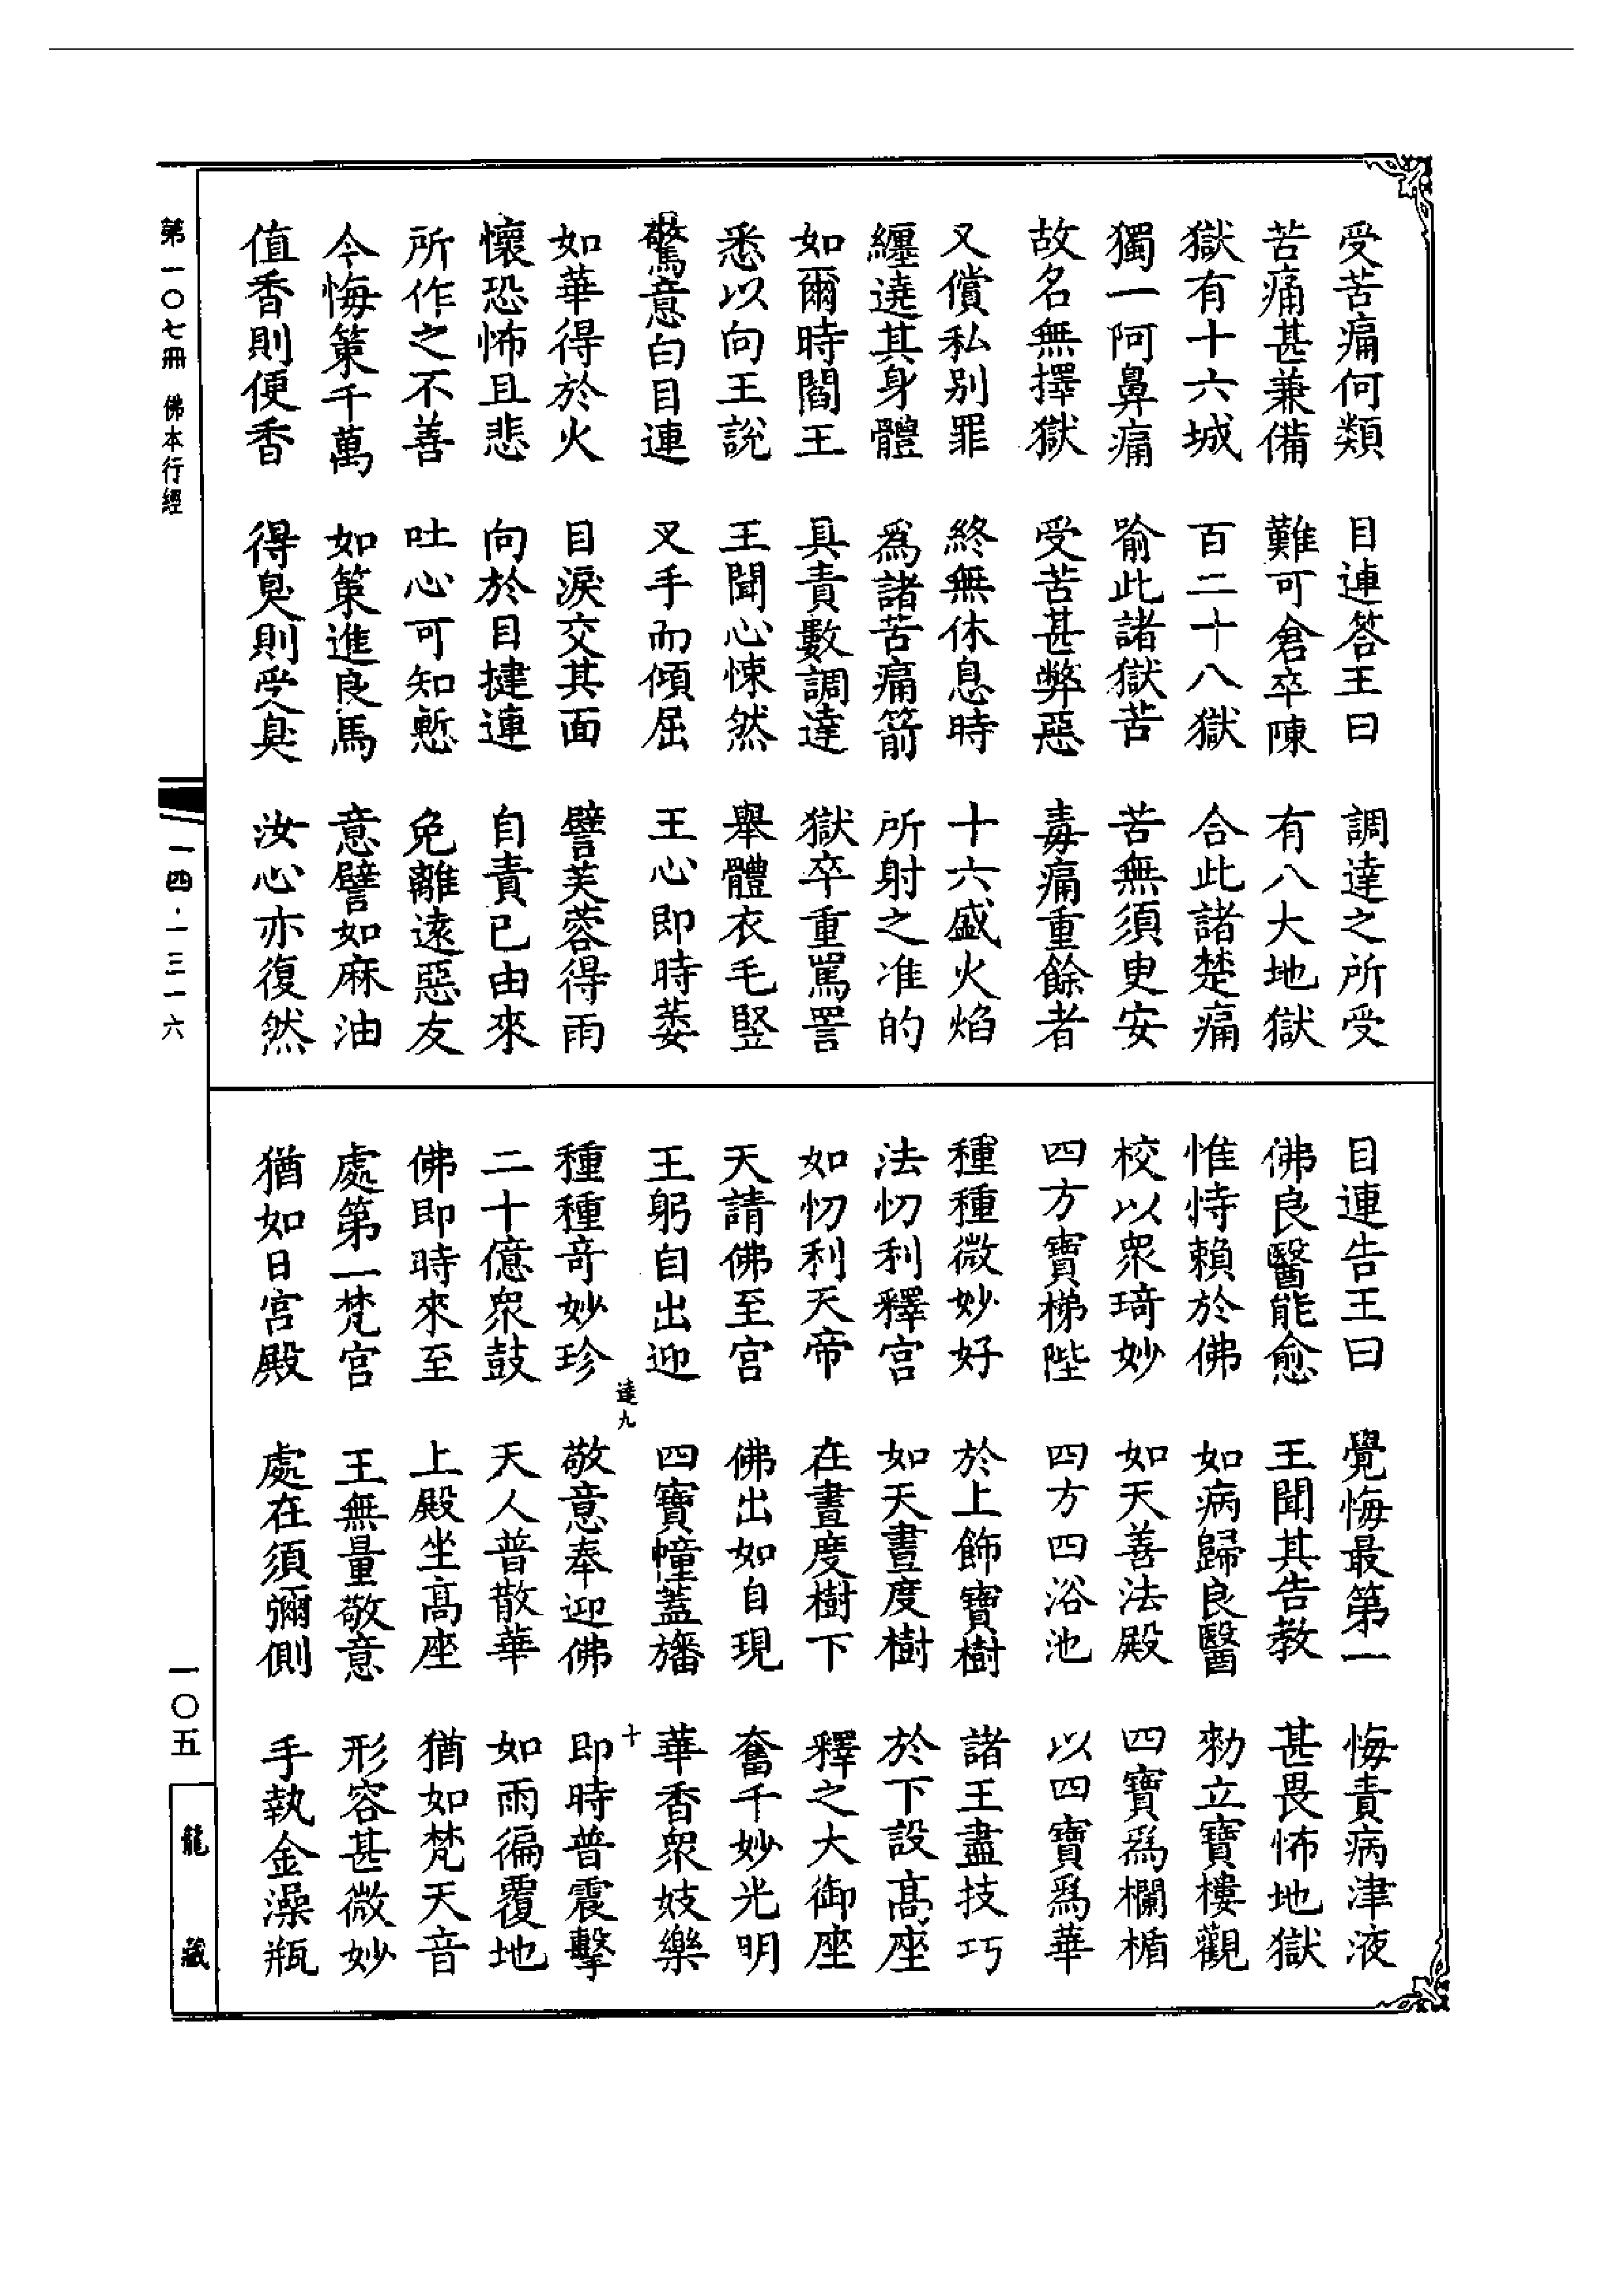 受苦痛何類　目連答王曰　調達之所受
苦痛甚兼備　難可倉卒陳　有八大地獄
獄有十六城　百二十八獄　合此諸楚痛
獨一阿鼻痛　喻此諸獄苦　苦無須更安
故名無擇獄　受苦甚弊惡　毒痛重餘者
又償私別罪　終無休息時　十六盛火焰
纏遶其身體　為諸苦痛箭　所射之准的
如爾時閻王　具責數調達　獄卒重罵詈
悉以向王說　王聞心悚然　舉體衣毛竪
驚意白目連　叉手而傾屈　王心即時萎
如華得於火　目淚交其面　譬芙蓉得雨
懷恐怖且悲　向於目揵連　自責已由來
所作之不善　吐心可知慙　免離遠惡友
今悔策千萬　如策進良馬　意譬如麻油
值香則便香　得臭則受臭　汝心亦復然
目連告王曰　覺悔最第一　悔責病津液
佛良醫能愈　王聞其告教　甚畏怖地獄
惟恃賴於佛　如病歸良醫　勑立寶樓觀
校以眾琦妙　如天善法殿　四寶為欄楯
四方寶梯陛　四方四浴池　以四寶為華
種種微妙好　於上飾寶樹　諸王盡技巧
法忉利釋宮　如天晝度樹　於下設高座
如忉利天帝　在晝度樹下　釋之大御座
天請佛至宮　佛出如自現　奮千妙光明
王躬自出迎　四寶幢蓋旛　華香眾妓樂
達九　十
種種奇妙珍　敬意奉迎佛　即時普震擊
二十億眾鼓　天人普散華　如雨徧覆地
佛即時來至　上殿坐高座　猶如梵天音
處第一梵宮　王無量敬意　形容甚微妙
猶如日宮殿　處在須彌側　手執金澡瓶
第一〇七冊　佛本行經
一四·一三一六
一〇五
龍藏